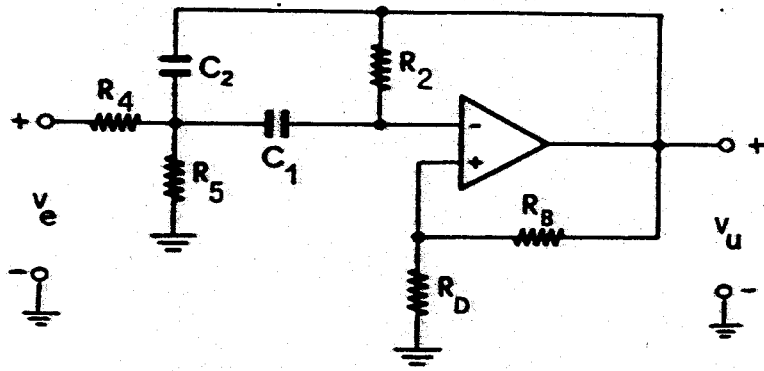 C2
R2
R4
+
-
+
C1
R5
+
RB
ve
vu
-
RD
-